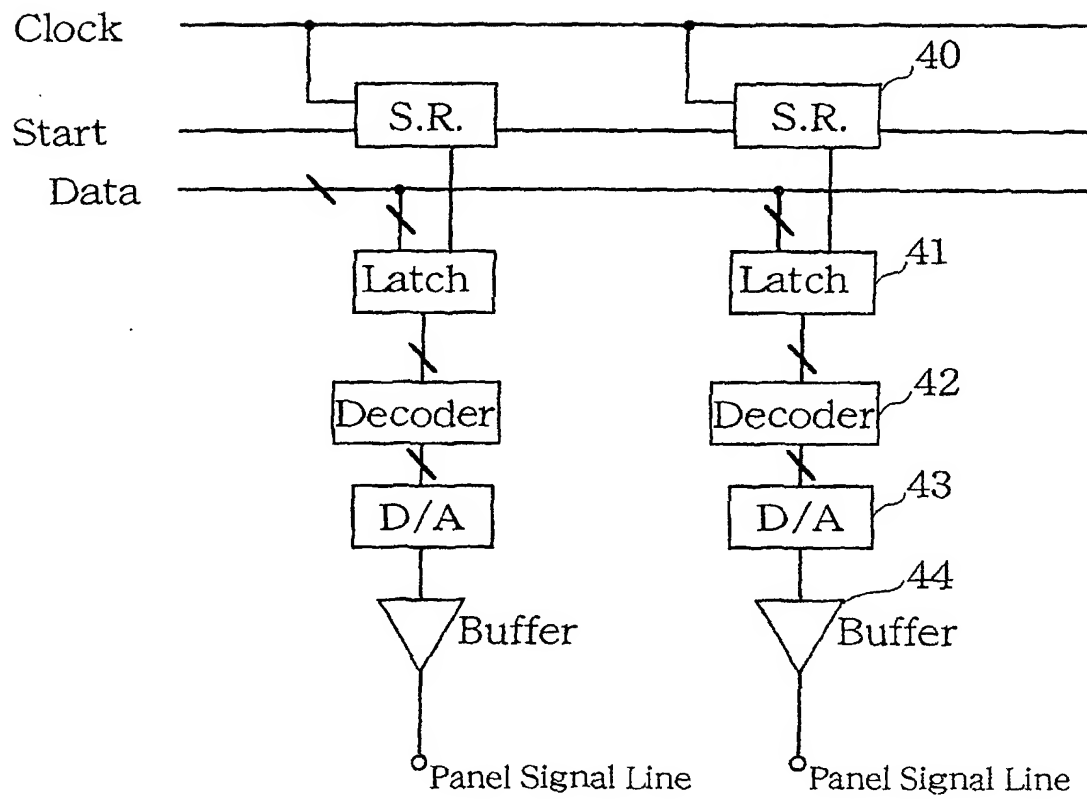 Clock
40
S.R.
S.R.
Start
Data
41
Latch
Latch
42
Decoder
Decoder
43
D/A
D/A
44
Buffer
Buffer
Panel Signal Line
Panel Signal Line